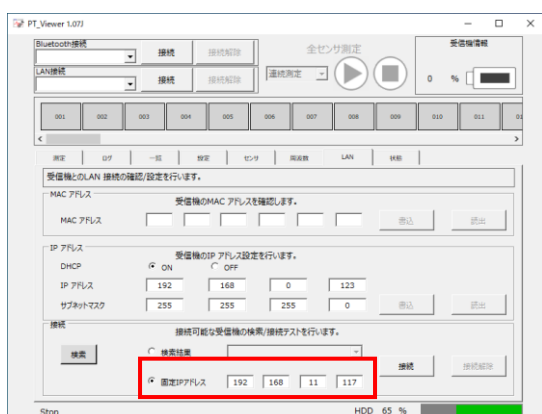 PT_Viewer 1.07J
Bluetooth接続
接続
接続解除
全センサ測定
受信機情報
LAN接続
接続
接続解除
連続測定
0 %
001 002 003 004 005 006 007 008 009 010 011 01
測定 ログ 一覧 設定 センサ 周波数 LAN 状態
受信機とのLAN 接続の確認/設定を行います。
MAC アドレス
受信機のMAC アドレスを確認します。
MAC アドレス
書込 読出
IP アドレス
受信機のIP アドレス設定を行います。
DHCP ON OFF
IP アドレス 192 168 0 123
サブネットマスク 255 255 255 0 書込 読出
接続
接続可能な受信機の検索/接続テストを行います。
検索 検索結果
接続 接続解除
固定IPアドレス 192 168 11 117
Stop HDD 65 %